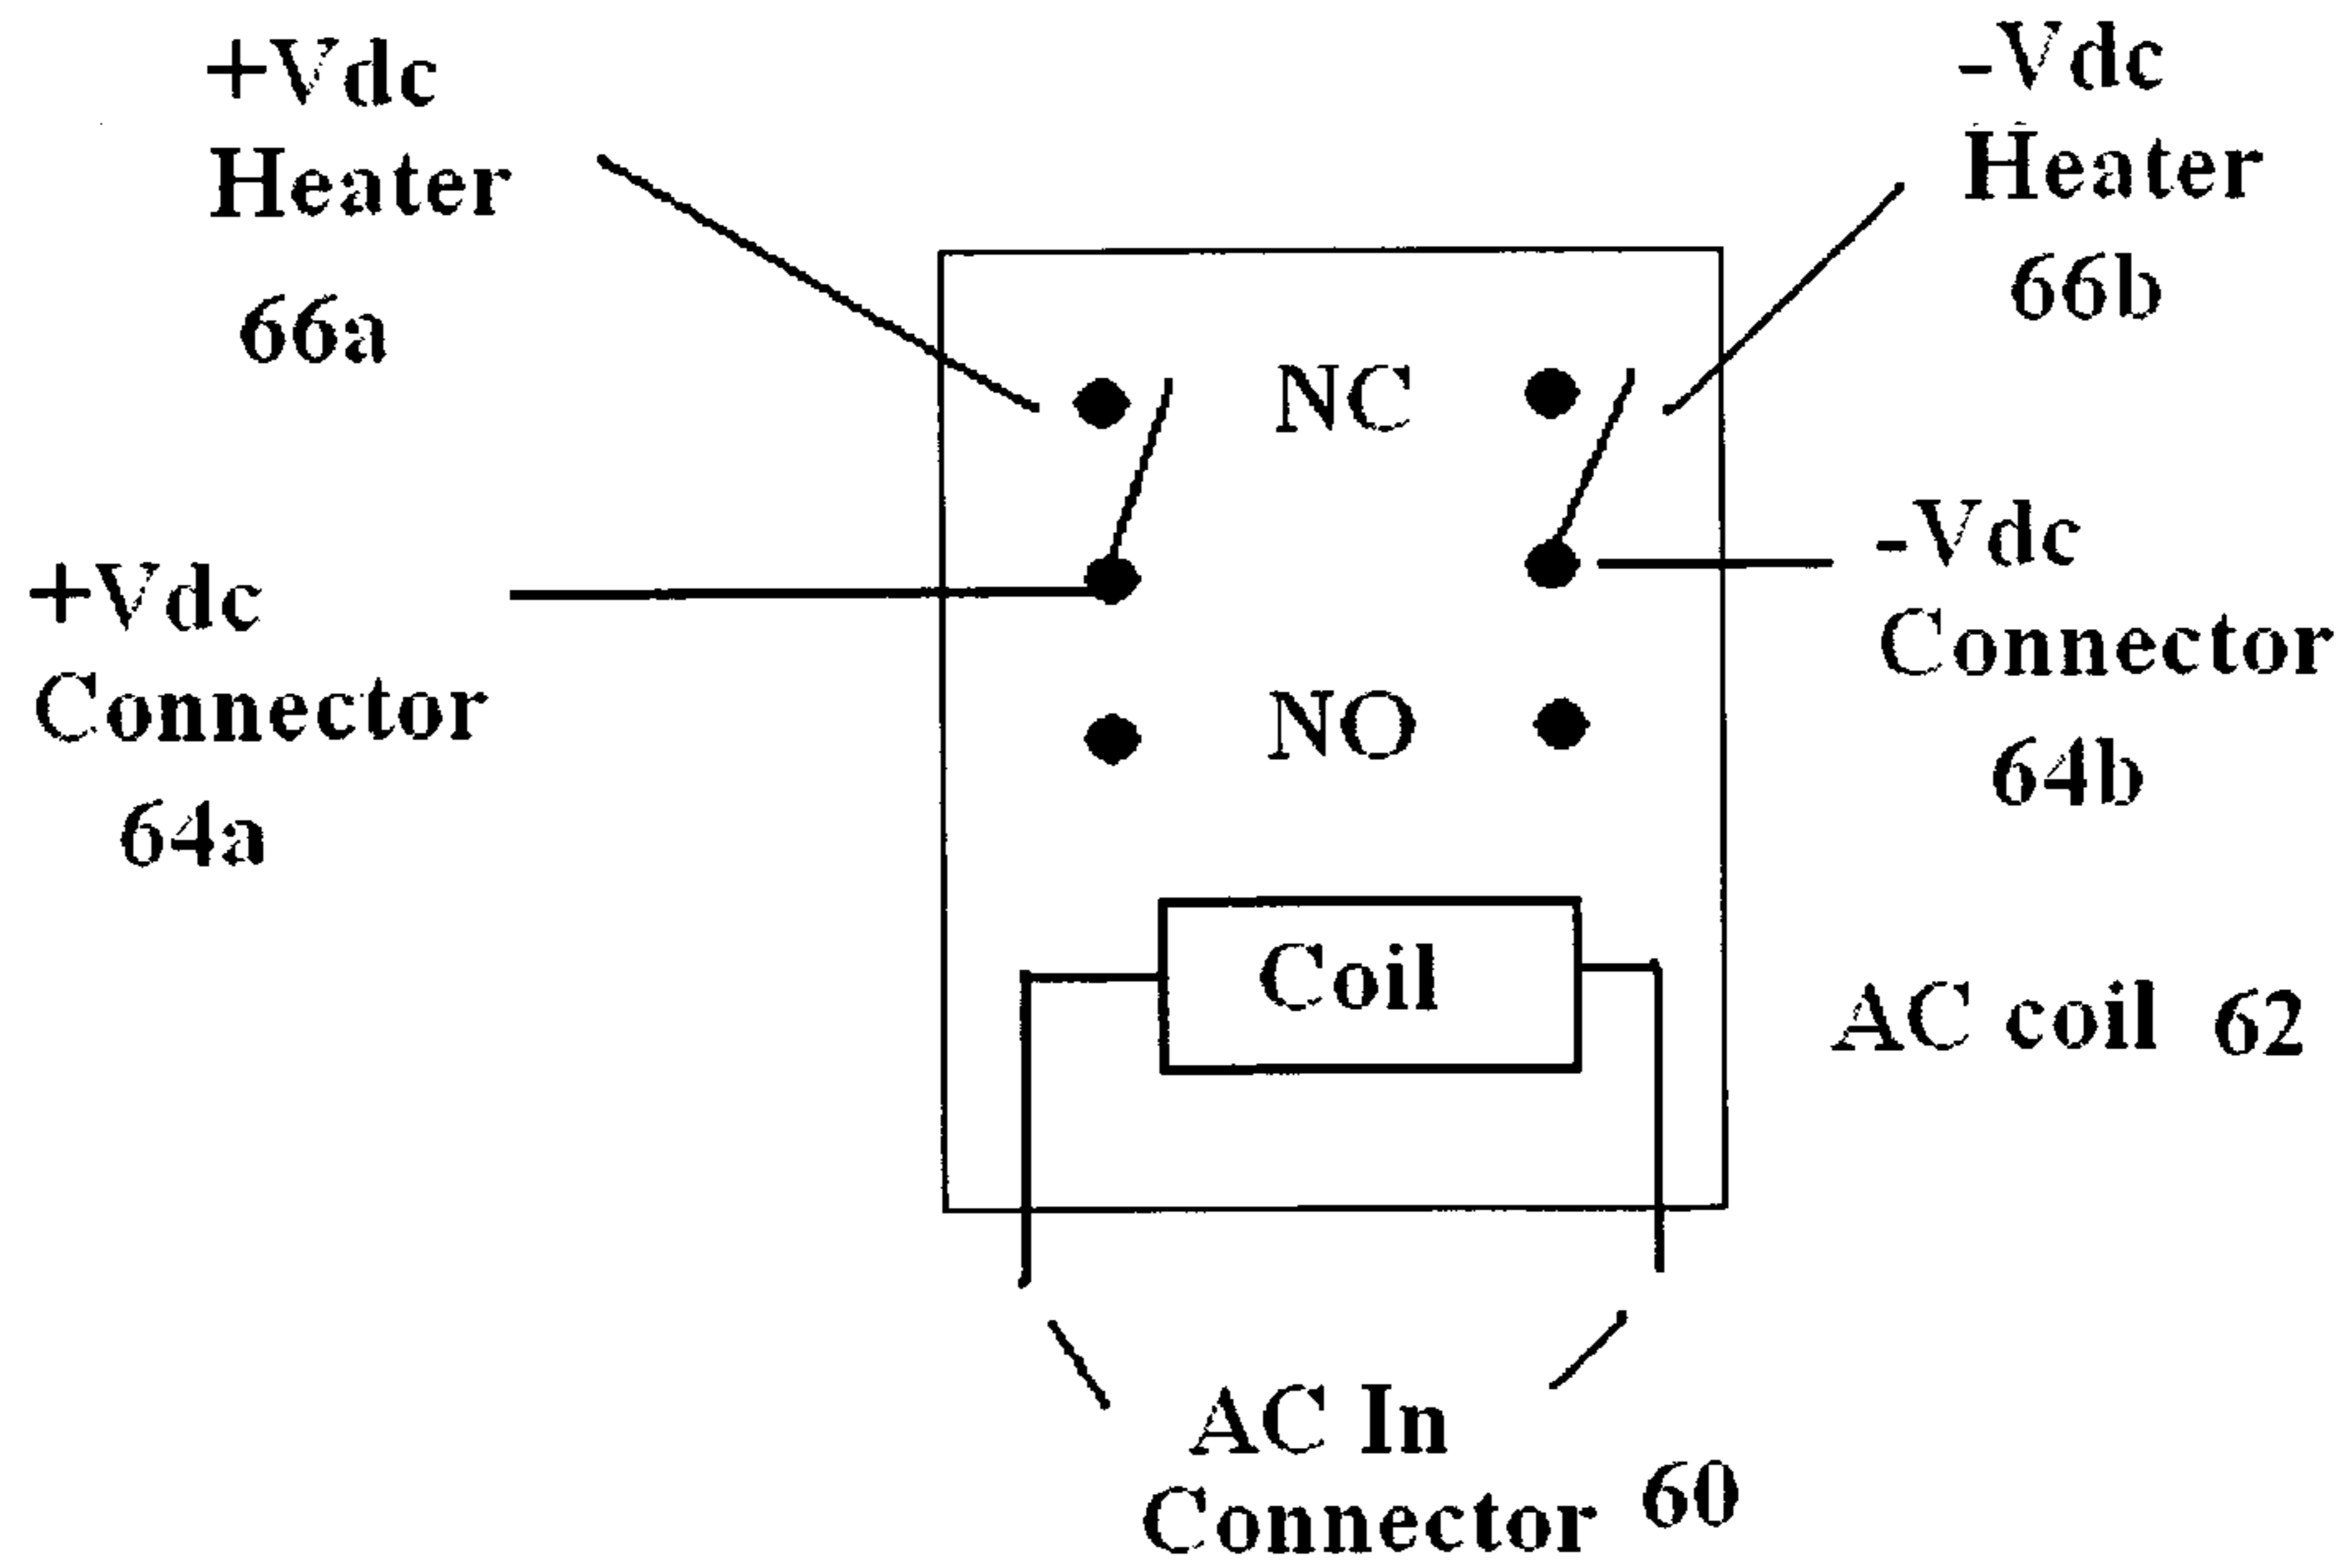 +Vdc
Heater
66a
-Vdc
Heater
66b
NC
+Vdc
Connector
64a
-Vdc
Connector
64b
NO
Coil
AC coil 62
AC In
Connector 60